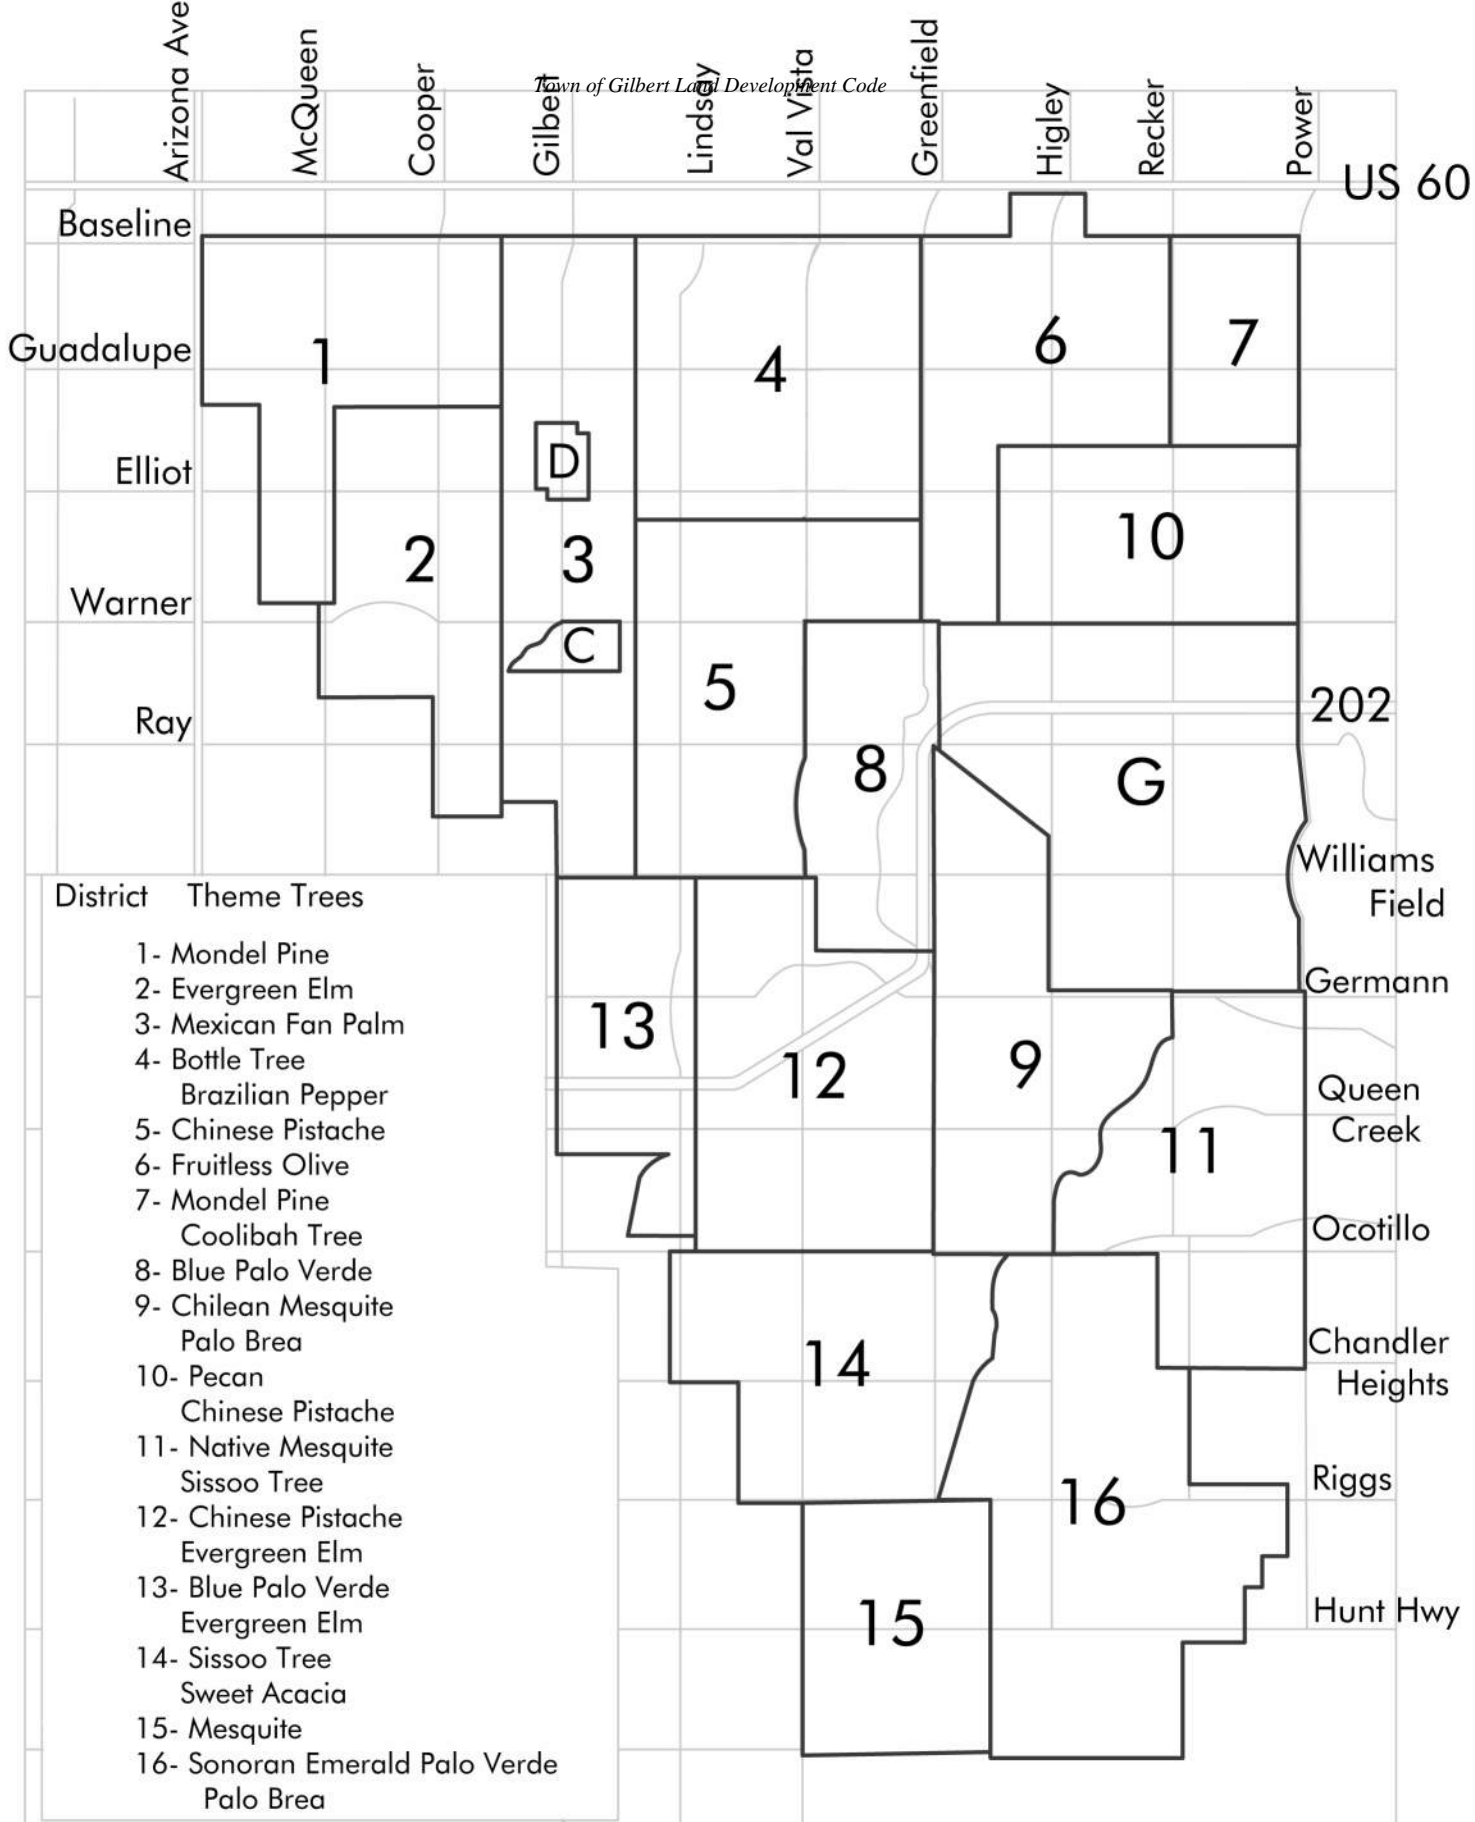 Town of Gilbert Land Development Code
Arizona Ave
McQueen
Cooper
Gilbert
Lindsay
Val Vista
Greenfield
Higley
Recker
Power
US 60
Baseline
Guadalupe
Elliot
Warner
Ray
1
2
3
D
C
4
5
6
7
10
8
G
202
Williams
Field
Germann
13
12
9
11
Queen
Creek
Ocotillo
14
Chandler
Heights
16
Riggs
15
Hunt Hwy
District Theme Trees
1- Mondel Pine
2- Evergreen Elm
3- Mexican Fan Palm
4- Bottle Tree
Brazilian Pepper
5- Chinese Pistache
6- Fruitless Olive
7- Mondel Pine
Coolibah Tree
8- Blue Palo Verde
9- Chilean Mesquite
Palo Brea
10- Pecan
Chinese Pistache
11- Native Mesquite
Sissoo Tree
12- Chinese Pistache
Evergreen Elm
13- Blue Palo Verde
Evergreen Elm
14- Sissoo Tree
Sweet Acacia
15- Mesquite
16- Sonoran Emerald Palo Verde
Palo Brea